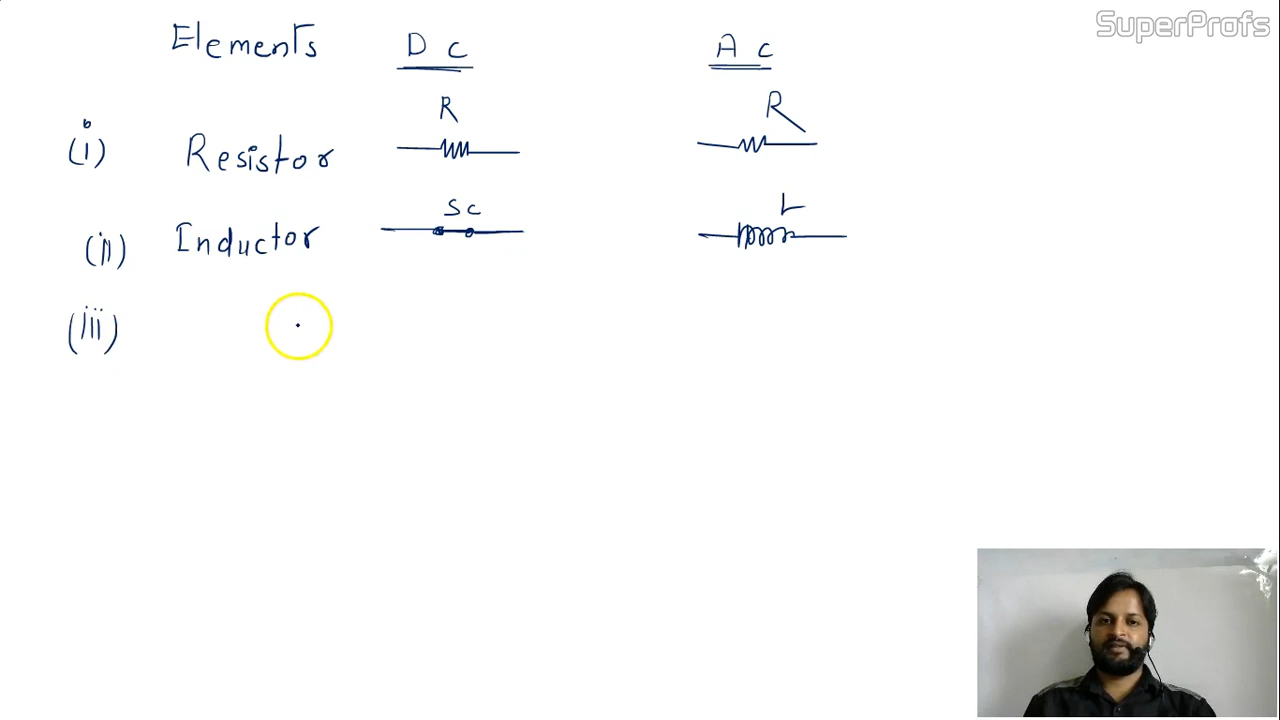 SuperProfs
Elements Dc Ac
(i) Resistor R R
(ii) Inductor Sc L
(iii)